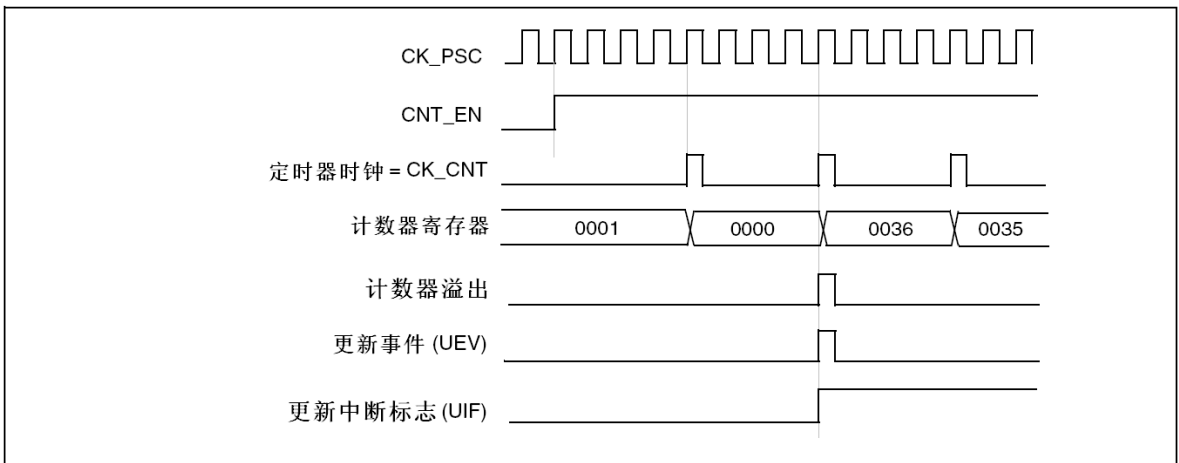 CK_PSC
CNT_EN
定时器时钟 = CK_CNT
计数器寄存器 0001 0000 0036 0035
计数器溢出
更新事件 (UEV)
更新中断标志 (UIF)